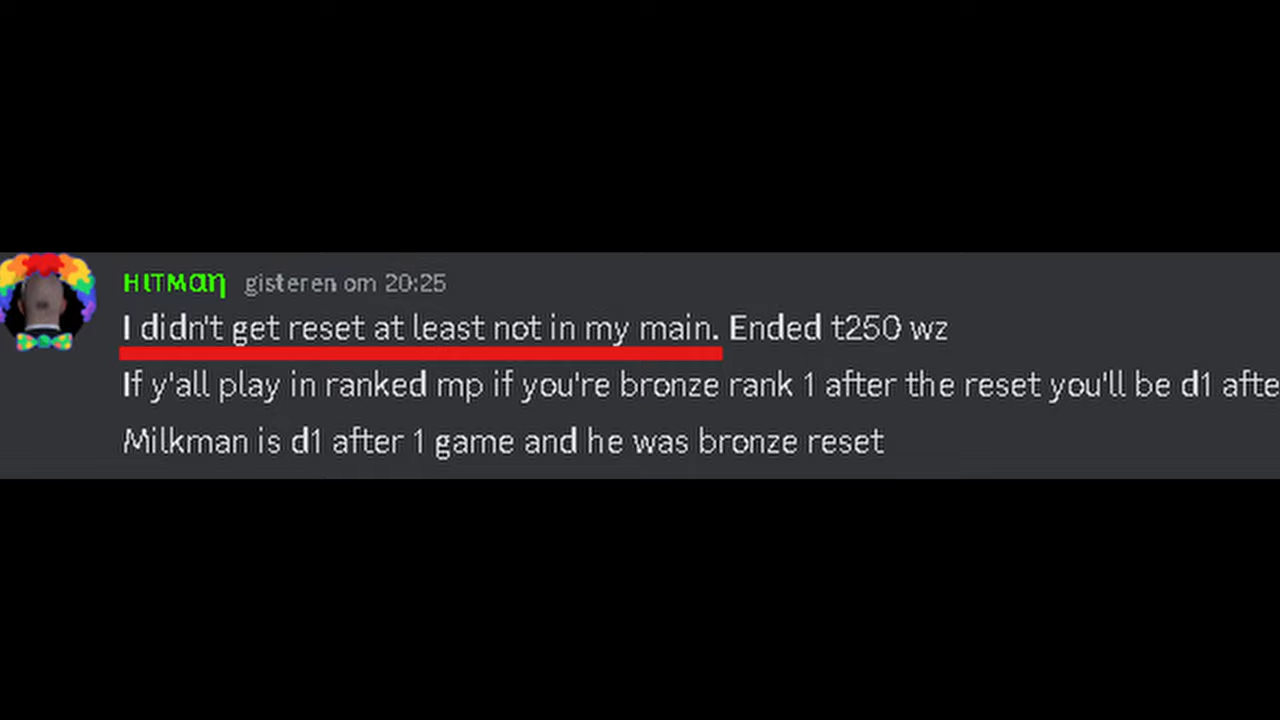 HITMAN gisteren om 20:25
I didn't get reset at least not in my main. Ended t250 wz
If y'all play in ranked mp if you're bronze rank 1 after the reset you'll be d1 afte
Milkman is d1 after 1 game and he was bronze reset